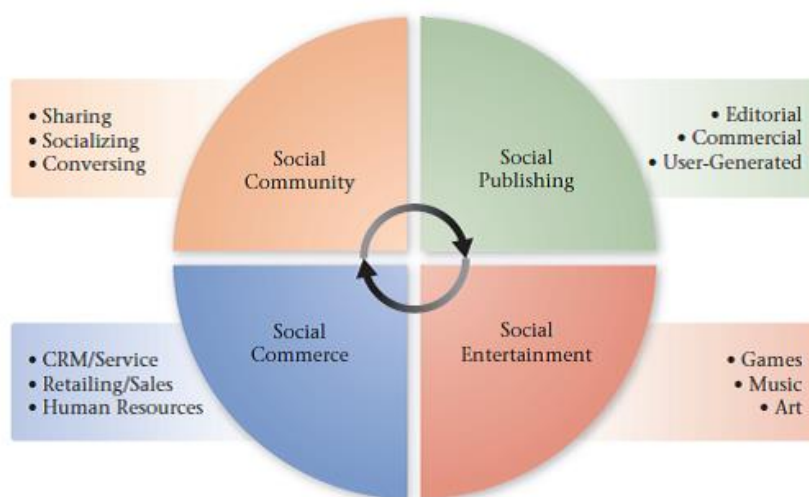 • Sharing
• Socializing
• Conversing
Social
Community
Social
Publishing
• Editorial
• Commercial
• User-Generated
• CRM/Service
• Retailing/Sales
• Human Resources
Social
Commerce
Social
Entertainment
• Games
• Music
• Art